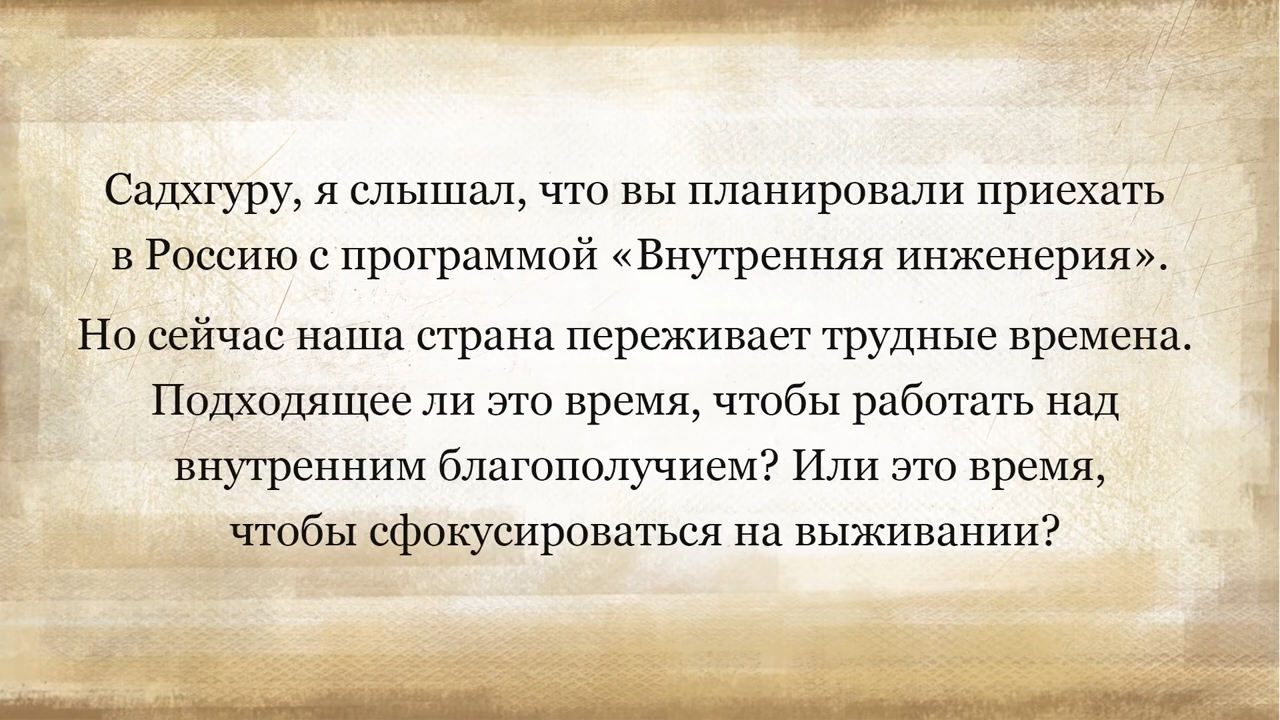 Садхгуру, я слышал, что вы планировали приехать
в Россию с программой «Внутренняя инженерия».
Но сейчас наша страна переживает трудные времена.
Подходящее ли это время, чтобы работать над
внутренним благополучием? Или это время,
чтобы сфокусироваться на выживании?